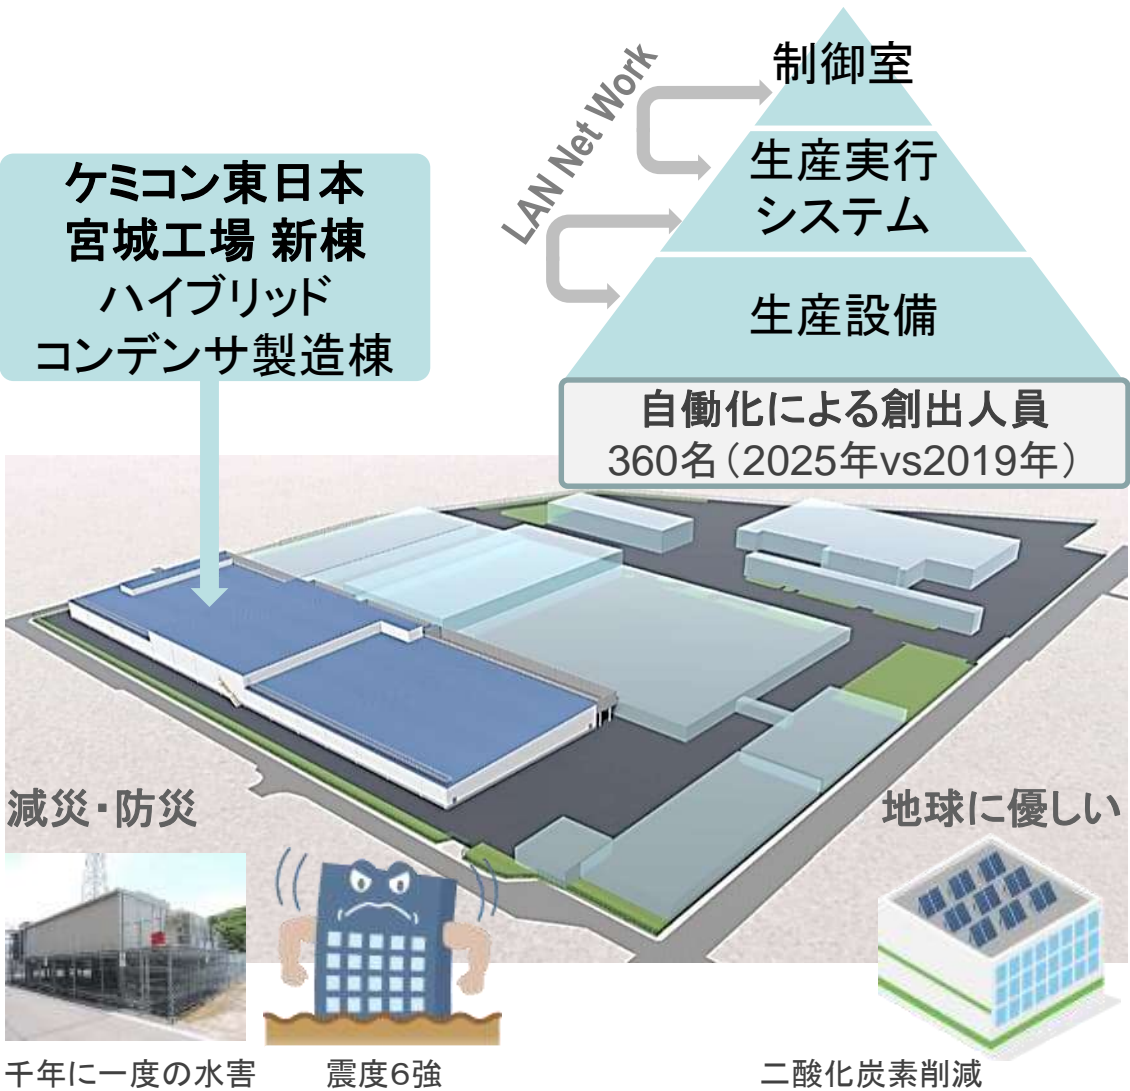 制御室
LAN Net Work
生産実行
システム
生産設備
ケミコン東日本
宮城工場 新棟
ハイブリッド
コンデンサ製造棟
自働化による創出人員
360名（2025年vs2019年）
減災・防災
地球に優しい
千年に一度の水害
震度6強
二酸化炭素削減